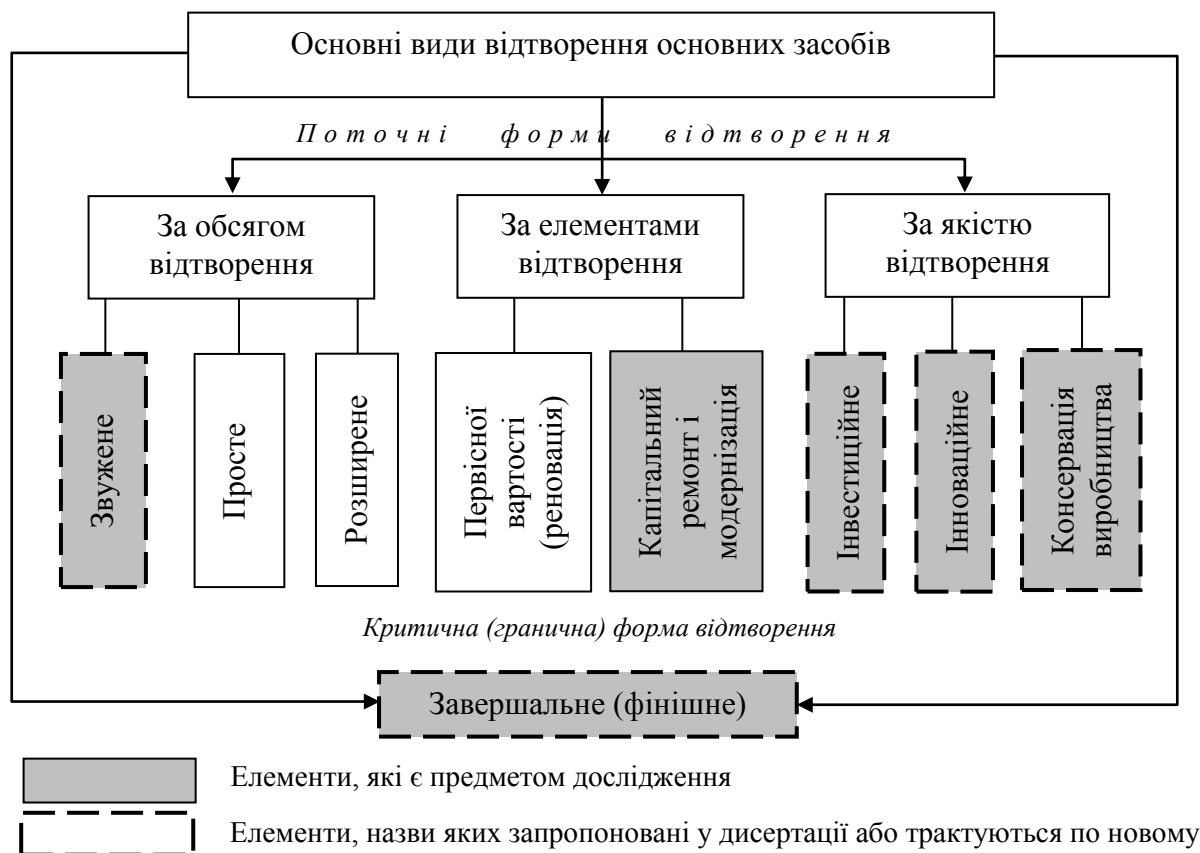 Основні види відтворення основних засобів
Поточні форми відтворення
За обсягом
відтворення
За елементами
відтворення
За якістю
відтворення
Звужене
Просте
Розширене
Первісної
вартості
(реновація)
Капітальний
ремонт і
модернізація
Інвестиційне
Інноваційне
Консервація
виробництва
Критична (гранична) форма відтворення
Завершальне (фінішне)
Елементи, які є предметом дослідження
Елементи, назви яких запропоновані у дисертації або трактуються по новому